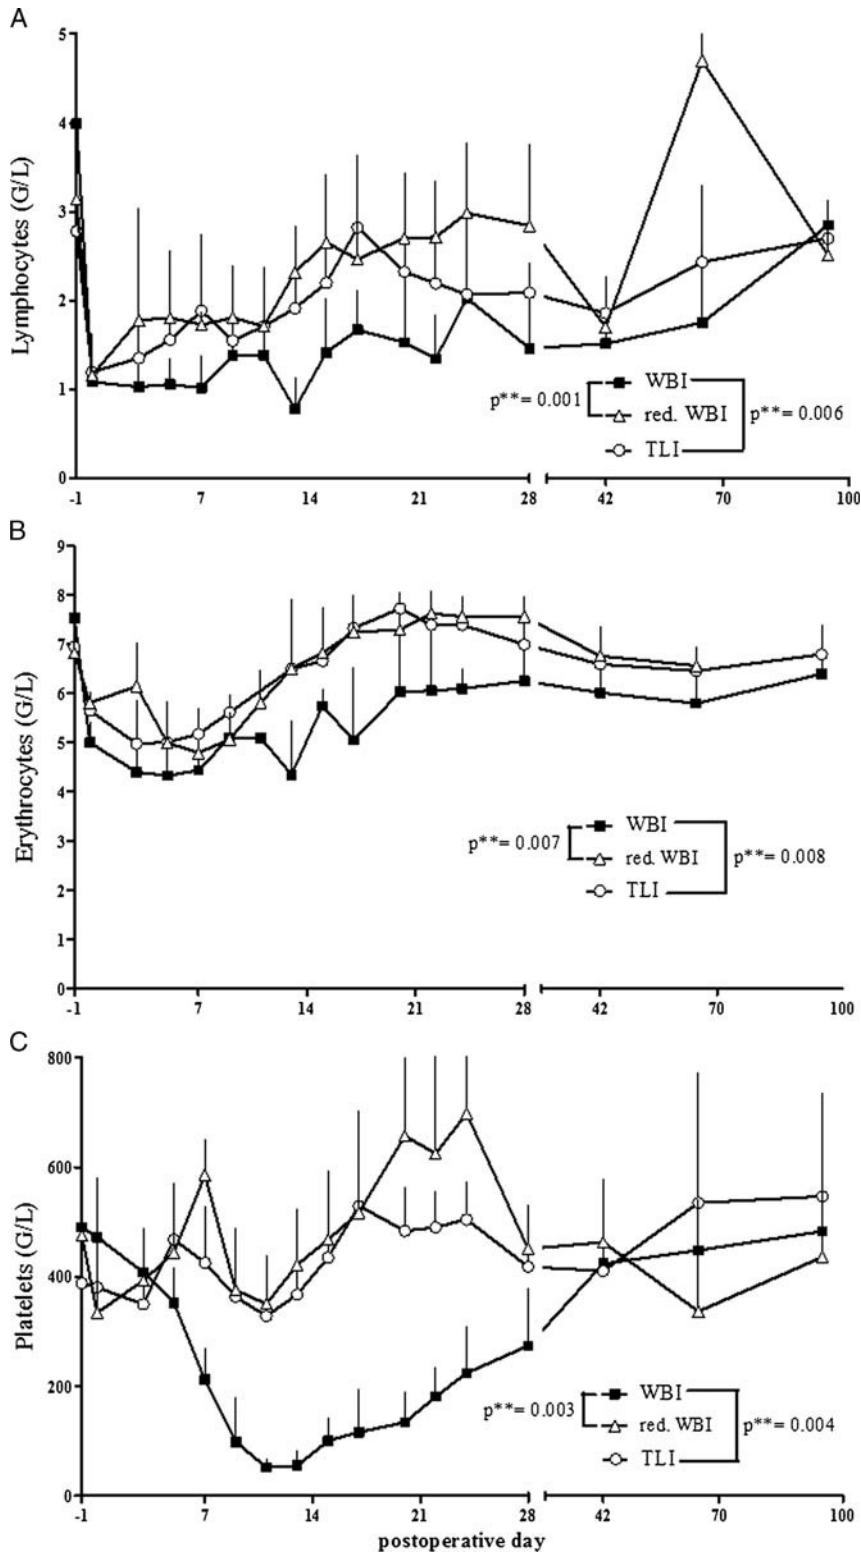 A
Lymphocytes (G/L)
5
4
3
2
1
0
p**= 0.001
WBI
red. WBI
TLI
p**= 0.006
-1 7 14 21 28 42 70 100
B
Erythrocytes (G/L)
9
8
7
6
5
4
3
2
1
0
p**= 0.007
WBI
red. WBI
TLI
p**= 0.008
-1 7 14 21 28 42 70 100
C
Platelets (G/L)
800
600
400
200
0
p**= 0.003
WBI
red. WBI
TLI
p**= 0.004
-1 7 14 21 28 42 70 100
postoperative day